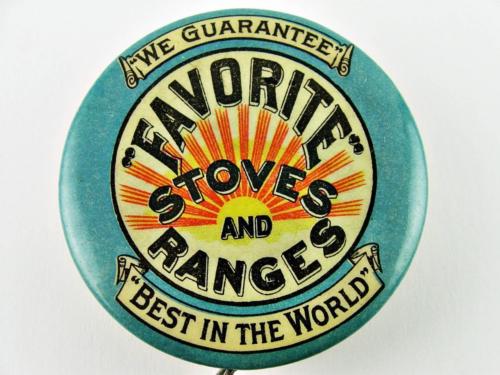 "WE GUARANTEE"
"FAVORITE"
STOVES
AND
RANGES
"BEST IN THE WORLD"